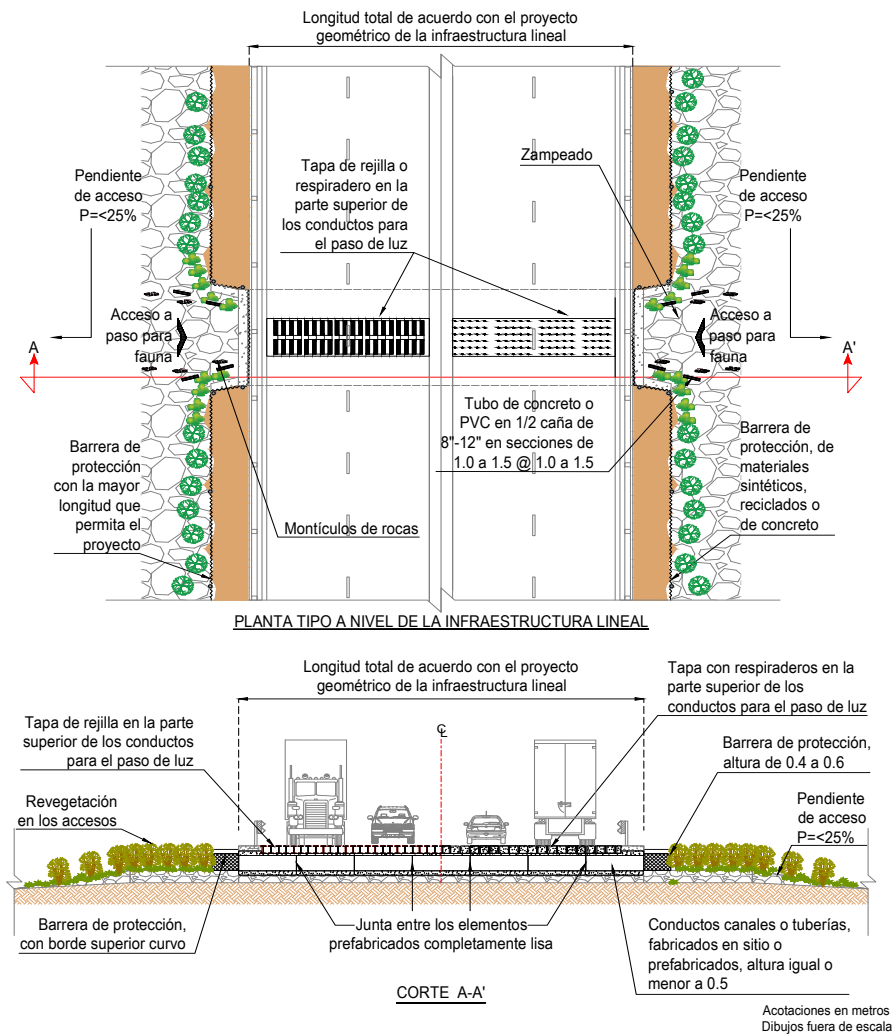 Longitud total de acuerdo con el proyecto
geométrico de la infraestructura lineal
Tapa de rejilla o
respiradero en la
parte superior de
los conductos para
el paso de luz
Zampeado
Pendiente
de acceso
P=<25%
Pendiente
de acceso
P=<25%
Acceso a
paso para
fauna
Acceso a
paso para
fauna
A
A'
Tubo de concreto o
PVC en 1/2 caña de
8"-12" en secciones de
1.0 a 1.5 @ 1.0 a 1.5
Barrera de
protección
con la mayor
longitud que
permita el
proyecto
Montículos de rocas
Barrera de
protección, de
materiales
sintéticos,
reciclados o
de concreto
PLANTA TIPO A NIVEL DE LA INFRAESTRUCTURA LINEAL
Longitud total de acuerdo con el proyecto
geométrico de la infraestructura lineal
Tapa con respiraderos en la
parte superior de los
conductos para el paso de luz
Tapa de rejilla en la parte
superior de los conductos
para el paso de luz
℄
Barrera de protección,
altura de 0.4 a 0.6
Revegetación
en los accesos
Pendiente
de acceso
P=<25%
Barrera de protección,
con borde superior curvo
Junta entre los elementos
prefabricados completamente lisa
Conductos canales o tuberías,
fabricados en sitio o
prefabricados, altura igual o
menor a 0.5
CORTE A-A'
Acotaciones en metros
Dibujos fuera de escala